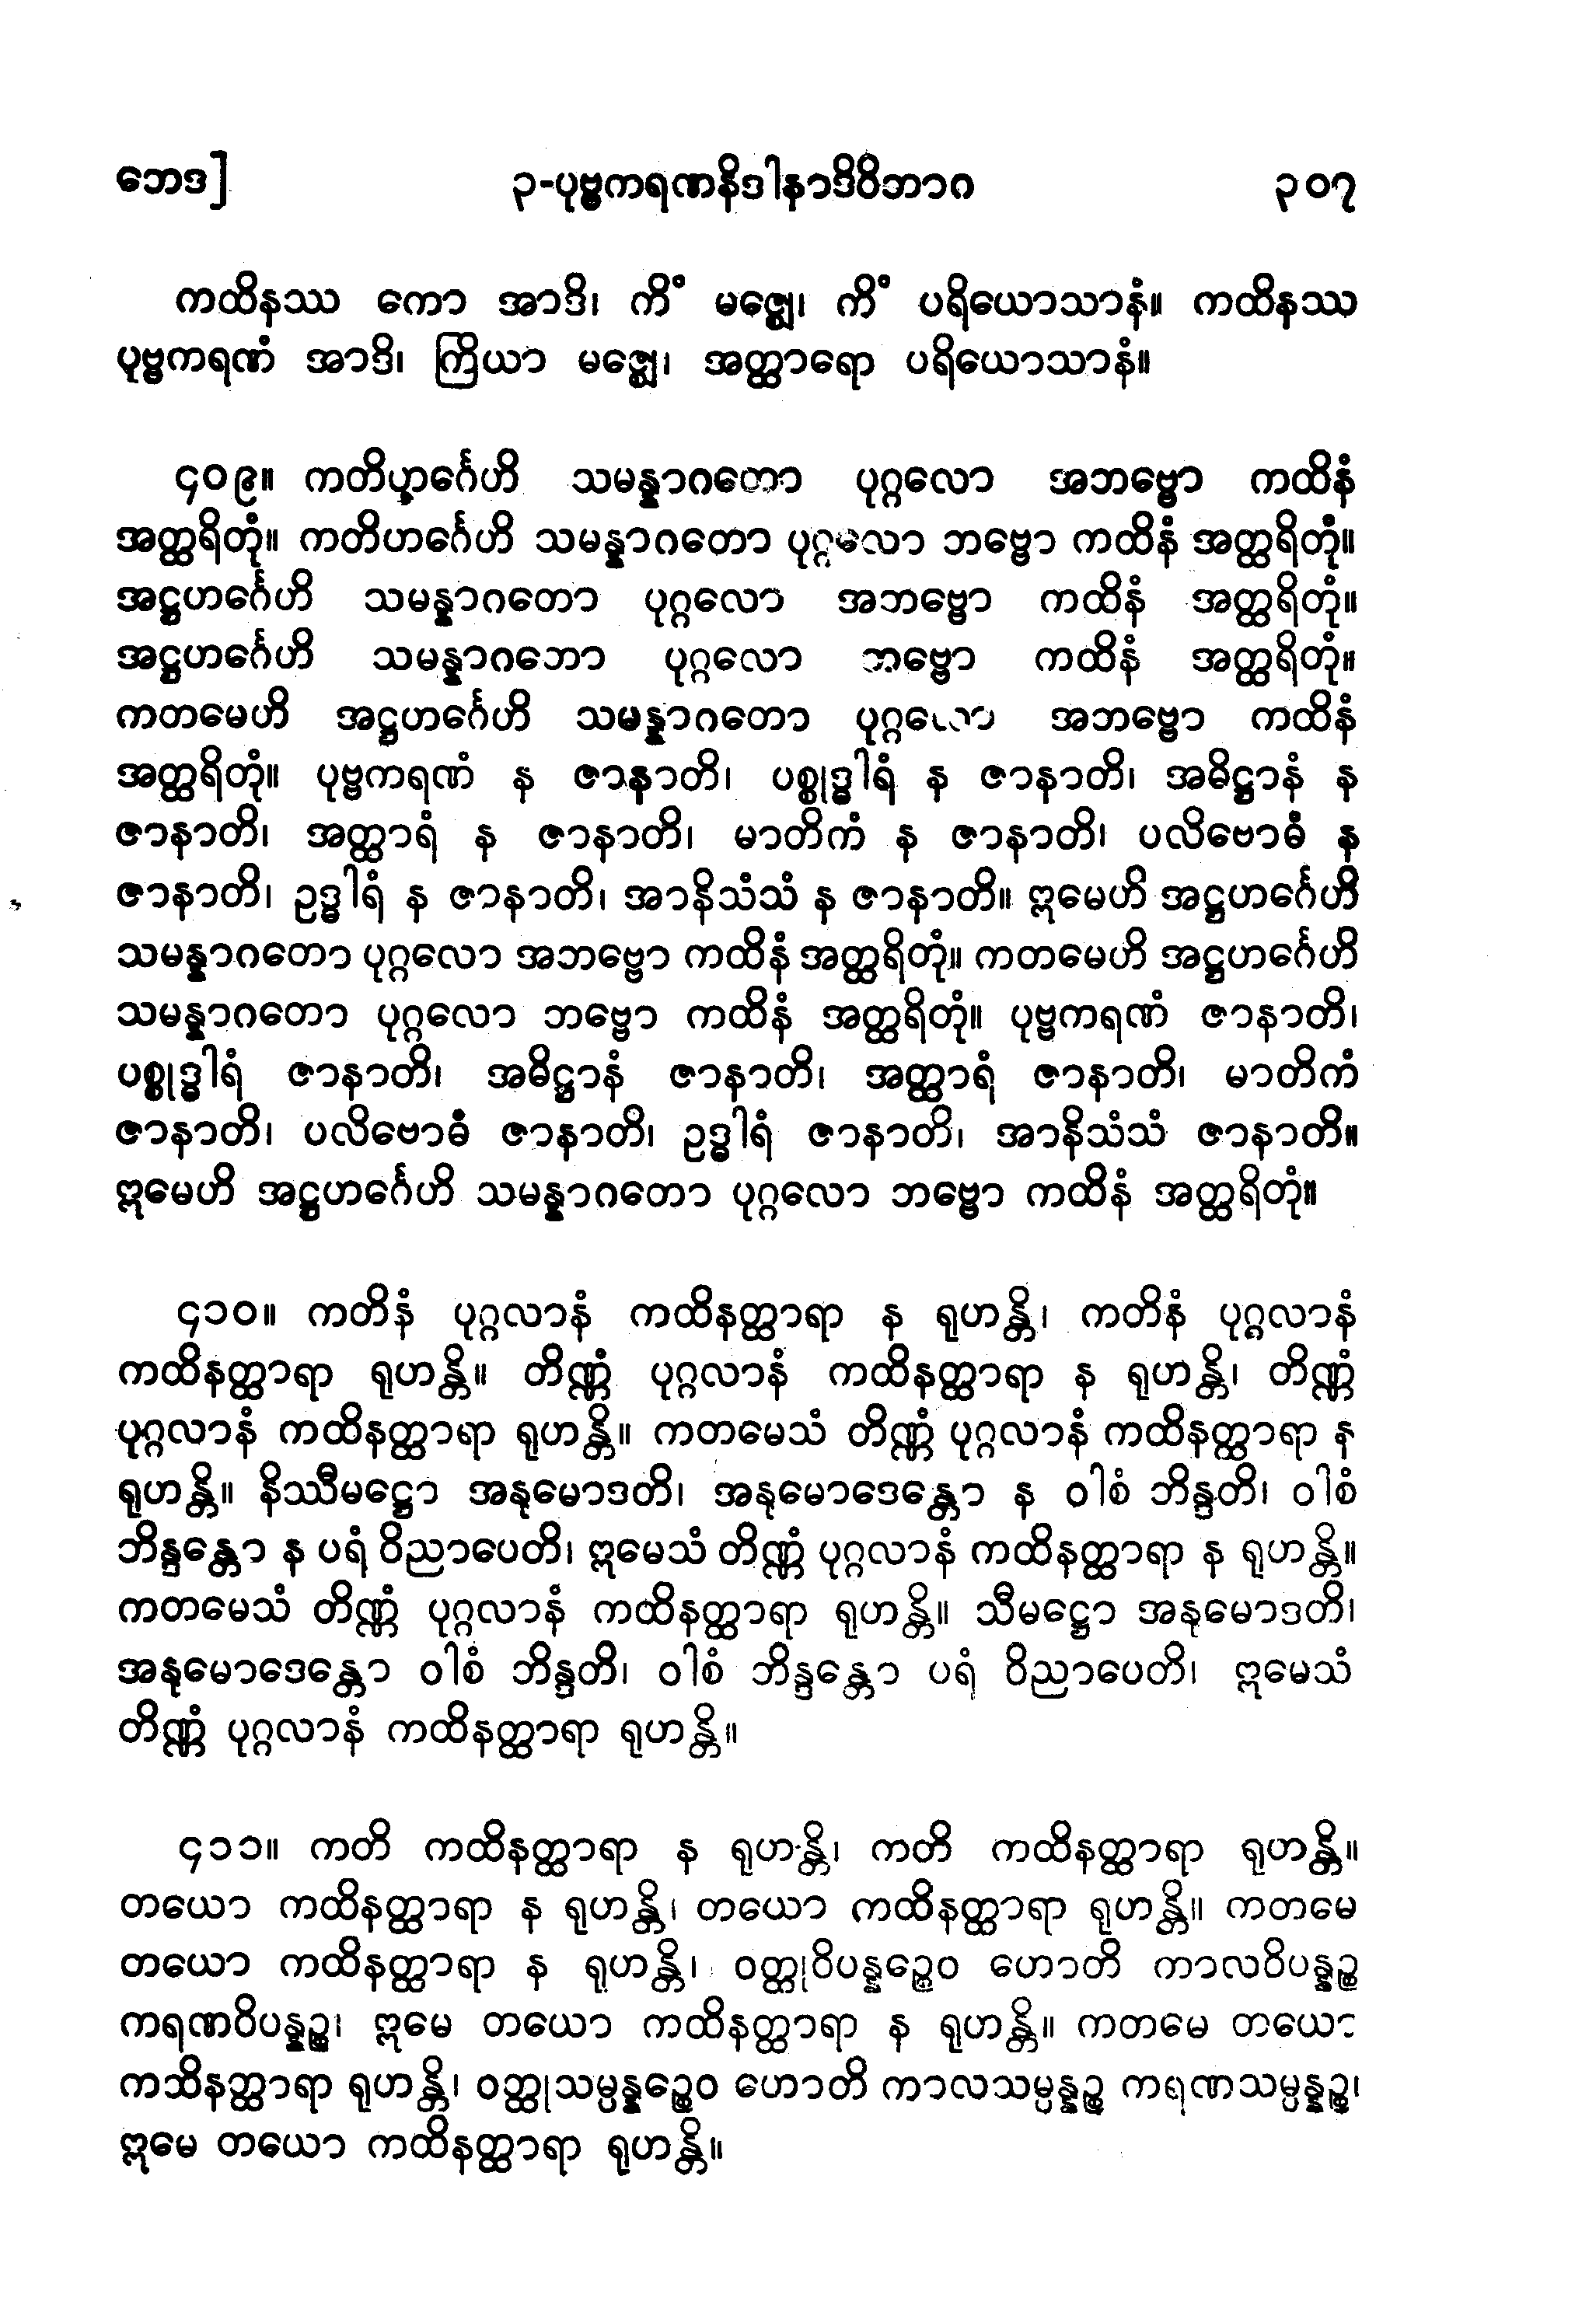 ဘေဒ] ၃-ပုဗ္ဗကရဏနိဒါနာဒိဝိဘာဂ ၃၀၇
ကထိနဿ ကော အာဒိ၊ ကိံ မဇ္ဈေ၊ ကိံ ပရိယောသာနံ။ ကထိနဿ
ပုဗ္ဗကရဏံ အာဒိ၊ ကြိယာ မဇ္ဈေ၊ အတ္ထာရော ပရိယောသာနံ။
၄၀၉။ ကတိဟင်္ဂေဟိ သမန္နာဂတော ပုဂ္ဂလော အဘဗ္ဗော ကထိနံ
အတ္ထရိတုံ။ ကတိဟင်္ဂေဟိ သမန္နာဂတော ပုဂ္ဂလော ဘဗ္ဗော ကထိနံ အတ္ထရိတုံ။
အဋ္ဌဟင်္ဂေဟိ သမန္နာဂတော ပုဂ္ဂလော အဘဗ္ဗော ကထိနံ အတ္ထရိတုံ။
အဋ္ဌဟင်္ဂေဟိ သမန္နာဂဘော ပုဂ္ဂလော ဘဗ္ဗော ကထိနံ အတ္ထရိတုံ။
ကတမေဟိ အဋ္ဌဟင်္ဂေဟိ သမန္နာဂတော ပုဂ္ဂလော အဘဗ္ဗော ကထိနံ
အတ္ထရိတုံ။ ပုဗ္ဗကရဏံ န ဇာနာတိ၊ ပစ္စုဒ္ဓါရံ န ဇာနာတိ၊ အဓိဋ္ဌာနံ န
ဇာနာတိ၊ အတ္ထာရံ န ဇာနာတိ၊ မာတိကံ န ဇာနာတိ၊ ပလိဗောဓံ န
ဇာနာတိ၊ ဥဒ္ဓါရံ န ဇာနာတိ၊ အာနိသံသံ န ဇာနာတိ။ ဣမေဟိ အဋ္ဌဟင်္ဂေဟိ
သမန္နာဂတော ပုဂ္ဂလော အဘဗ္ဗော ကထိနံ အတ္ထရိတုံ။ ကတမေဟိ အဋ္ဌဟင်္ဂေဟိ
သမန္နာဂတော ပုဂ္ဂလော ဘဗ္ဗော ကထိနံ အတ္ထရိတုံ။ ပုဗ္ဗကရဏံ ဇာနာတိ၊
ပစ္စုဒ္ဓါရံ ဇာနာတိ၊ အဓိဋ္ဌာနံ ဇာနာတိ၊ အတ္ထာရံ ဇာနာတိ၊ မာတိကံ
ဇာနာတိ၊ ပလိဗောဓံ ဇာနာတိ၊ ဥဒ္ဓါရံ ဇာနာတိ၊ အာနိသံသံ ဇာနာတိ။
ဣမေဟိ အဋ္ဌဟင်္ဂေဟိ သမန္နာဂတော ပုဂ္ဂလော ဘဗ္ဗော ကထိနံ အတ္ထရိတုံ။
၄၁၀။ ကတိနံ ပုဂ္ဂလာနံ ကထိနတ္ထာရာ န ရုဟန္တိ၊ ကတိနံ ပုဂ္ဂလာနံ
ကထိနတ္ထာရာ ရုဟန္တိ။ တိဏ္ဏံ ပုဂ္ဂလာနံ ကထိနတ္ထာရာ န ရုဟန္တိ၊ တိဏ္ဏံ
ပုဂ္ဂလာနံ ကထိနတ္ထာရာ ရုဟန္တိ။ ကတမေသံ တိဏ္ဏံ ပုဂ္ဂလာနံ ကထိနတ္ထာရာ န
ရုဟန္တိ။ နိဿီမဋ္ဌော အနုမောဒတိ၊ အနုမောဒေန္တော န ဝါစံ ဘိန္ဒတိ၊ ဝါစံ
ဘိန္ဒန္တော န ပရံ ဝိညာပေတိ၊ ဣမေသံ တိဏ္ဏံ ပုဂ္ဂလာနံ ကထိနတ္ထာရာ န ရုဟန္တိ။
ကတမေသံ တိဏ္ဏံ ပုဂ္ဂလာနံ ကထိနတ္ထာရာ ရုဟန္တိ။ သီမဋ္ဌော အနုမောဒတိ၊
အနုမောဒေန္တော ဝါစံ ဘိန္ဒတိ၊ ဝါစံ ဘိန္ဒန္တော ပရံ ဝိညာပေတိ၊ ဣမေသံ
တိဏ္ဏံ ပုဂ္ဂလာနံ ကထိနတ္ထာရာ ရုဟန္တိ။
၄၁၁။ ကတိ ကထိနတ္ထာရာ န ရုဟန္တိ၊ ကတိ ကထိနတ္ထာရာ ရုဟန္တိ။
တယော ကထိနတ္ထာရာ န ရုဟန္တိ၊ တယော ကထိနတ္ထာရာ ရုဟန္တိ။ ကတမေ
တယော ကထိနတ္ထာရာ န ရုဟန္တိ၊ ဝတ္ထုဝိပန္နဉ္စေဝ ဟောတိ ကာလဝိပန္နဉ္စ
ကရဏဝိပန္နဉ္စ၊ ဣမေ တယော ကထိနတ္ထာရာ န ရုဟန္တိ။ ကတမေ တယော
ကထိနတ္ထာရာ ရုဟန္တိ၊ ဝတ္ထုသမ္ပန္နဉ္စေဝ ဟောတိ ကာလသမ္ပန္နဉ္စ ကရဏသမ္ပန္နဉ္စ၊
ဣမေ တယော ကထိနတ္ထာရာ ရုဟန္တိ။